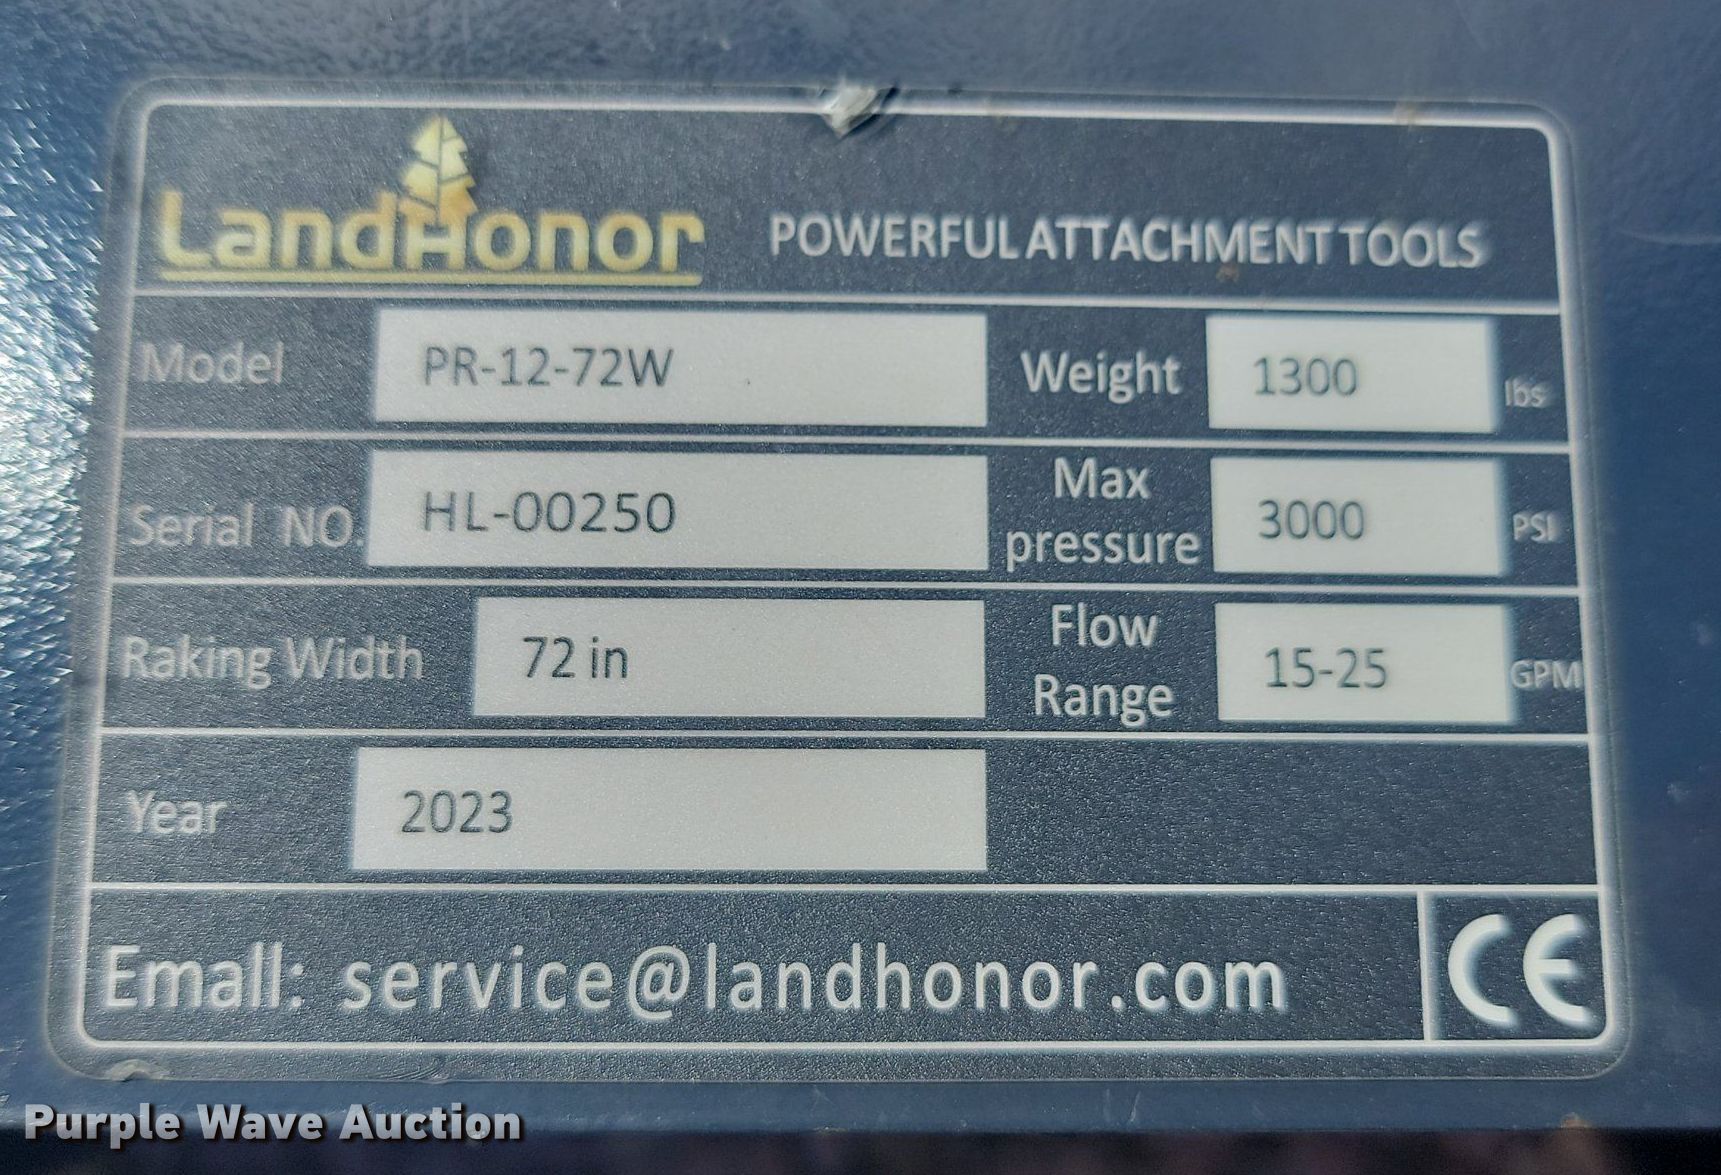 LandHonor POWERFUL ATTACHMENT TOOLS
Model PR-12-72W Weight 1300 lbs
Serial NO. HL-00250 Max pressure 3000 PSI
Raking Width 72 in Flow Range 15-25 GPM
Year 2023
Emall: service@landhonor.com CE
Purple Wave Auction